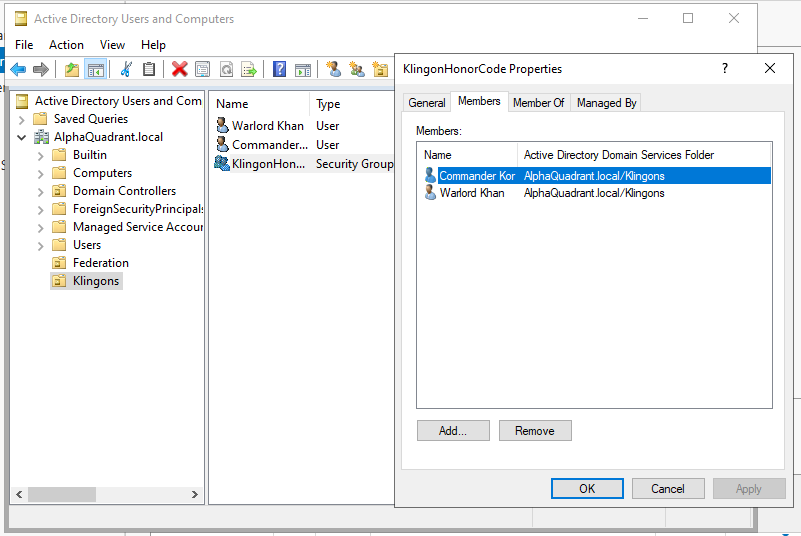 Active Directory Users and Computers
File Action View Help
Active Directory Users and Com
Saved Queries
AlphaQuadrant.local
Builtin
Computers
Domain Controllers
ForeignSecurityPrincipals
Managed Service Accour
Users
Federation
Klingons
Name Type
Warlord Khan User
Commander... User
KlingonHon... Security Group
KlingonHonorCode Properties
General Members Member Of Managed By
Members:
Name Active Directory Domain Services Folder
Commander Kor AlphaQuadrant.local/Klingons
Warlord Khan AlphaQuadrant.local/Klingons
Add... Remove
OK Cancel Apply